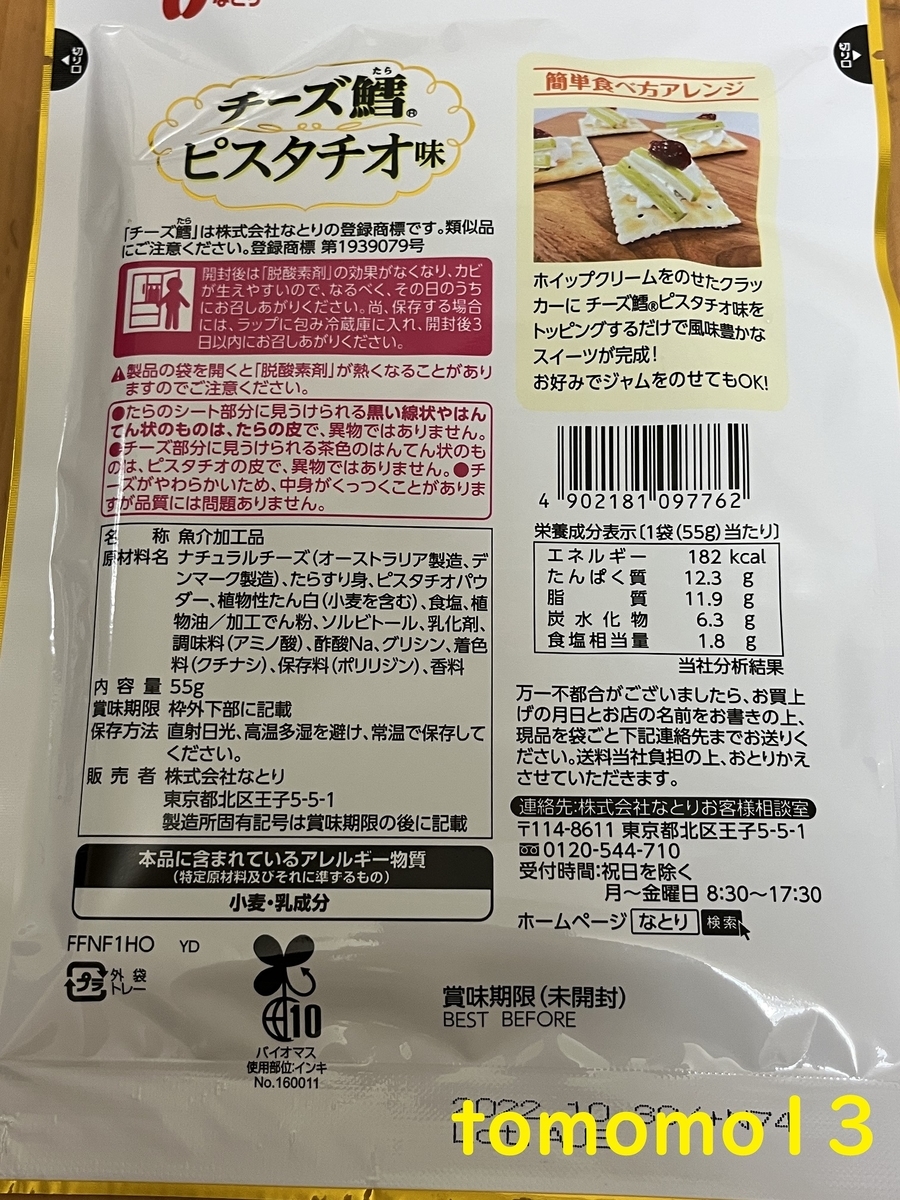 なとり
切り口
切り口
チーズ鱈®
たら
ピスタチオ味
「チーズ鱈」は株式会社なとりの登録商標です。類似品
たら
にご注意ください。登録商標 第1939079号
開封後は「脱酸素剤」の効果がなくなり、カビ
が生えやすいので、なるべく、その日のうち
にお召しあがりください。尚、保存する場合
には、ラップに包み冷蔵庫に入れ、開封後3
日以内にお召しあがりください。
製品の袋を開くと「脱酸素剤」が熱くなることがあり
ますのでご注意ください。
●たらのシート部分に見うけられる黒い線状やはん
てん状のものは、たらの皮で、異物ではありません。
●チーズ部分に見うけられる茶色のはんてん状のも
のは、ピスタチオの皮で、異物ではありません。●チ
ーズがやわらかいため、中身がくっつくことがありま
すが品質には問題ありません。
名称 魚介加工品
原材料名 ナチュラルチーズ(オーストラリア製造、デ
ンマーク製造)、たらすり身、ピスタチオパウ
ダー、植物性たん白(小麦を含む)、食塩、植
物油/加工でん粉、ソルビトール、乳化剤、
調味料(アミノ酸)、酢酸Na、グリシン、着色
料(クチナシ)、保存料(ポリリジン)、香料
内容量 55g
賞味期限 枠外下部に記載
保存方法 直射日光、高温多湿を避け、常温で保存して
ください。
販売者 株式会社なとり
東京都北区王子5-5-1
製造所固有記号は賞味期限の後に記載
本品に含まれているアレルギー物質
(特定原材料及びそれに準ずるもの)
小麦・乳成分
FFNF1HO YD
プラ
外袋
トレー
10
バイオマス
使用部位:インキ
No.160011
簡単食べ方アレンジ
ホイップクリームをのせたクラッ
カーに チーズ鱈®ピスタチオ味を
トッピングするだけで風味豊かな
スイーツが完成!
お好みでジャムをのせてもOK!
4 902181 097762
栄養成分表示〔1袋(55g)当たり〕
エネルギー 182 kcal
たんぱく質 12.3 g
脂質 11.9 g
炭水化物 6.3 g
食塩相当量 1.8 g
当社分析結果
万一不都合がございましたら、お買上
げの月日とお店の名前をお書きの上、
現品を袋ごと下記連絡先までお送りく
ださい。送料当社負担の上、おとりかえ
させていただきます。
連絡先:株式会社なとりお客様相談室
〒114-8611 東京都北区王子5-5-1
0120-544-710
受付時間:祝日を除く
月〜金曜日 8:30〜17:30
ホームページ なとり 検索
賞味期限(未開封)
BEST BEFORE
2022.10
tomomo13